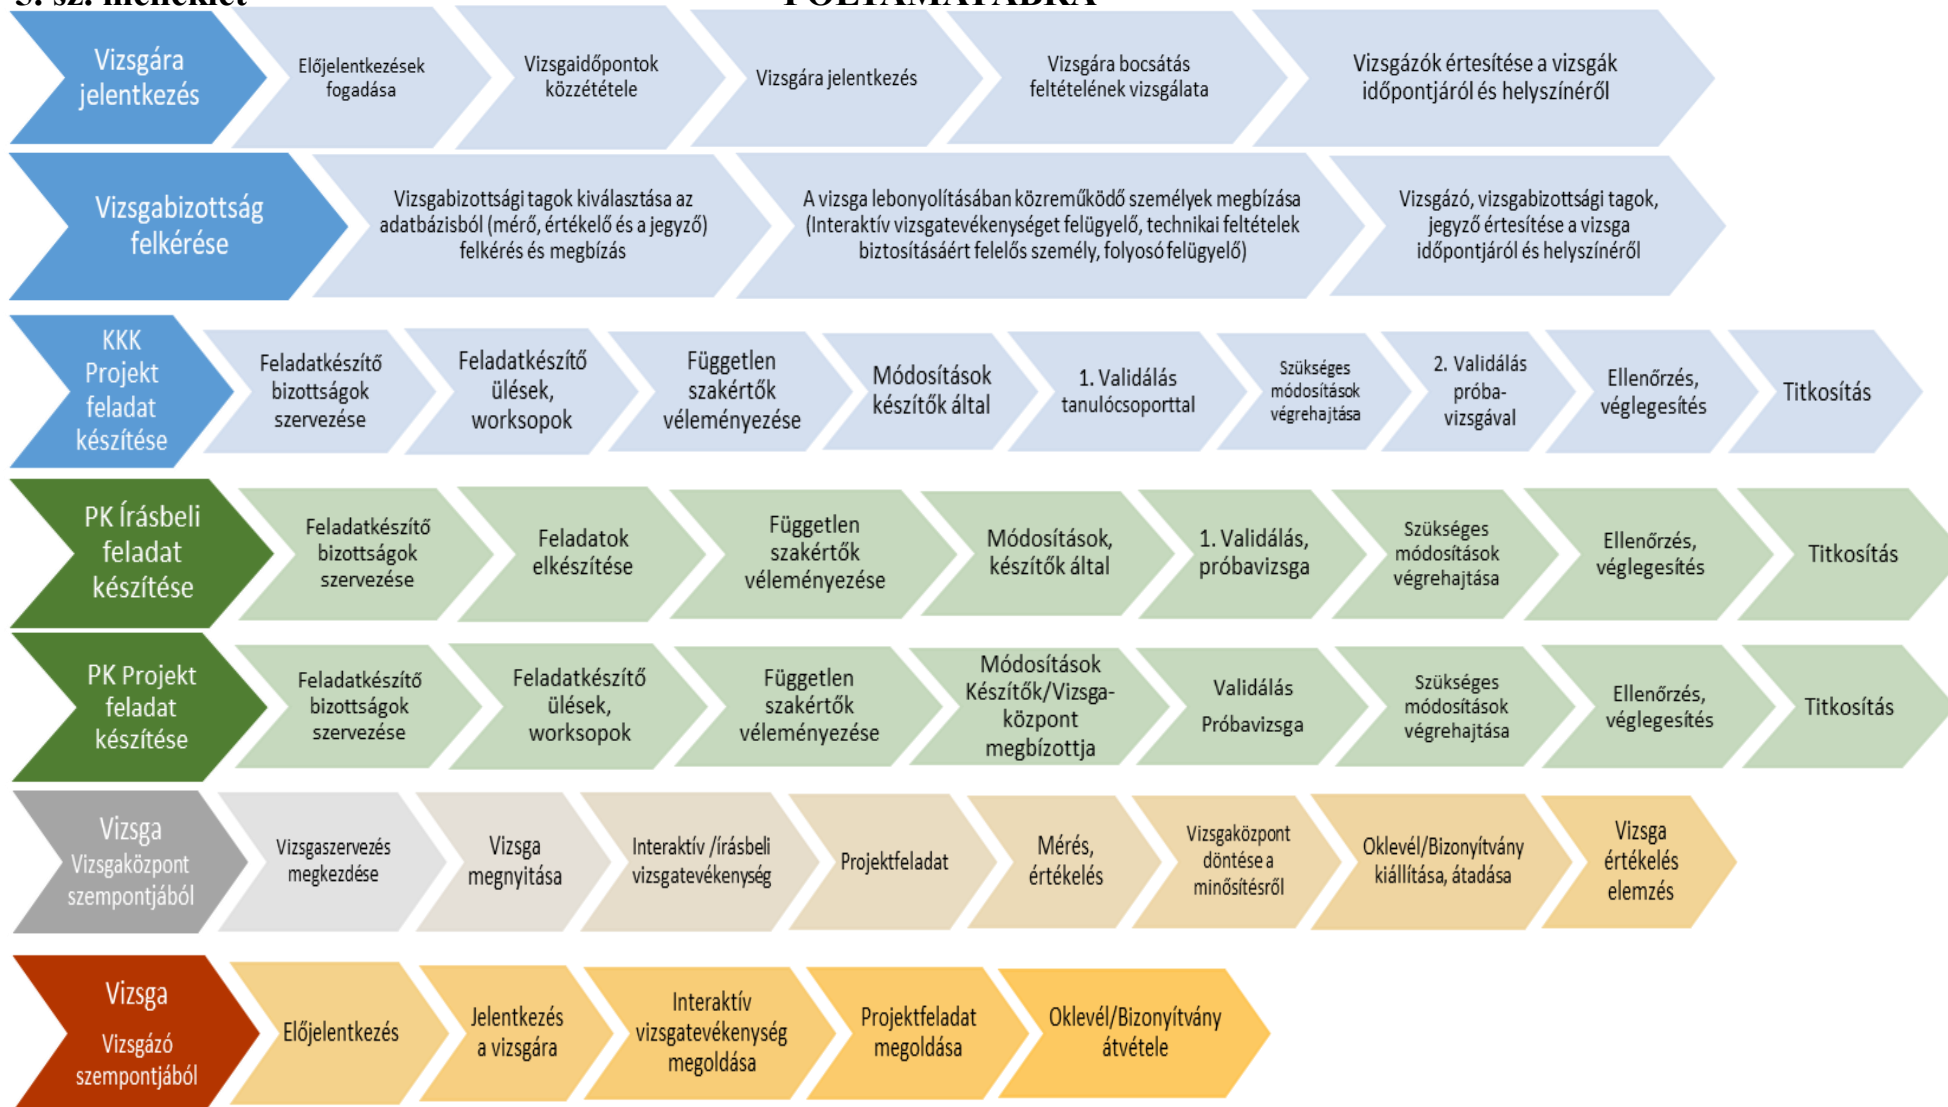 3. sz. melléklet
FOLYAMATÁBRA
Vizsgára
jelentkezés
Előjelentkezések
fogadása
Vizsgaidőpontok
közzététele
Vizsgára jelentkezés
Vizsgára bocsátás
feltételének vizsgálata
Vizsgázók értesítése a vizsgák
időpontjáról és helyszínéről
Vizsgabizottság
felkérése
Vizsgabizottsági tagok kiválasztása az
adatbázisból (mérő, értékelő és a jegyző)
felkérés és megbízás
A vizsga lebonyolításában közreműködő személyek megbízása
(Interaktív vizsgatevékenységet felügyelő, technikai feltételek
biztosításáért felelős személy, folyosó felügyelő)
Vizsgázó, vizsgabizottsági tagok,
jegyző értesítése a vizsga
időpontjáról és helyszínéről
KKK
Projekt
feladat
készítése
Feladatkészítő
bizottságok
szervezése
Feladatkészítő
ülések,
worksopok
Független
szakértők
véleményezése
Módosítások
készítők által
1. Validálás
tanulócsoporttal
Szükséges
módosítások
végrehajtása
2. Validálás
próba-
vizsgával
Ellenőrzés,
véglegesítés
Titkosítás
PK Írásbeli
feladat
készítése
Feladatkészítő
bizottságok
szervezése
Feladatok
elkészítése
Független
szakértők
véleményezése
Módosítások,
készítők által
1. Validálás,
próbavizsga
Szükséges
módosítások
végrehajtása
Ellenőrzés,
véglegesítés
Titkosítás
PK Projekt
feladat
készítése
Feladatkészítő
bizottságok
szervezése
Feladatkészítő
ülések,
worksopok
Független
szakértők
véleményezése
Módosítások
Készítők/Vizsga-
központ
megbízottja
Validálás
Próbavizsga
Szükséges
módosítások
végrehajtása
Ellenőrzés,
véglegesítés
Titkosítás
Vizsga
Vizsgaközpont
szempontjából
Vizsgaszervezés
megkezdése
Vizsga
megnyitása
Interaktív /írásbeli
vizsgatevékenység
Projektfeladat
Mérés,
értékelés
Vizsgaközpont
döntése a
minősítésről
Oklevél/Bizonyítvány
kiállítása, átadása
Vizsga
értékelés
elemzés
Vizsga
Vizsgázó
szempontjából
Előjelentkezés
Jelentkezés
a vizsgára
Interaktív
vizsgatevékenység
megoldása
Projektfeladat
megoldása
Oklevél/Bizonyítvány
átvétele